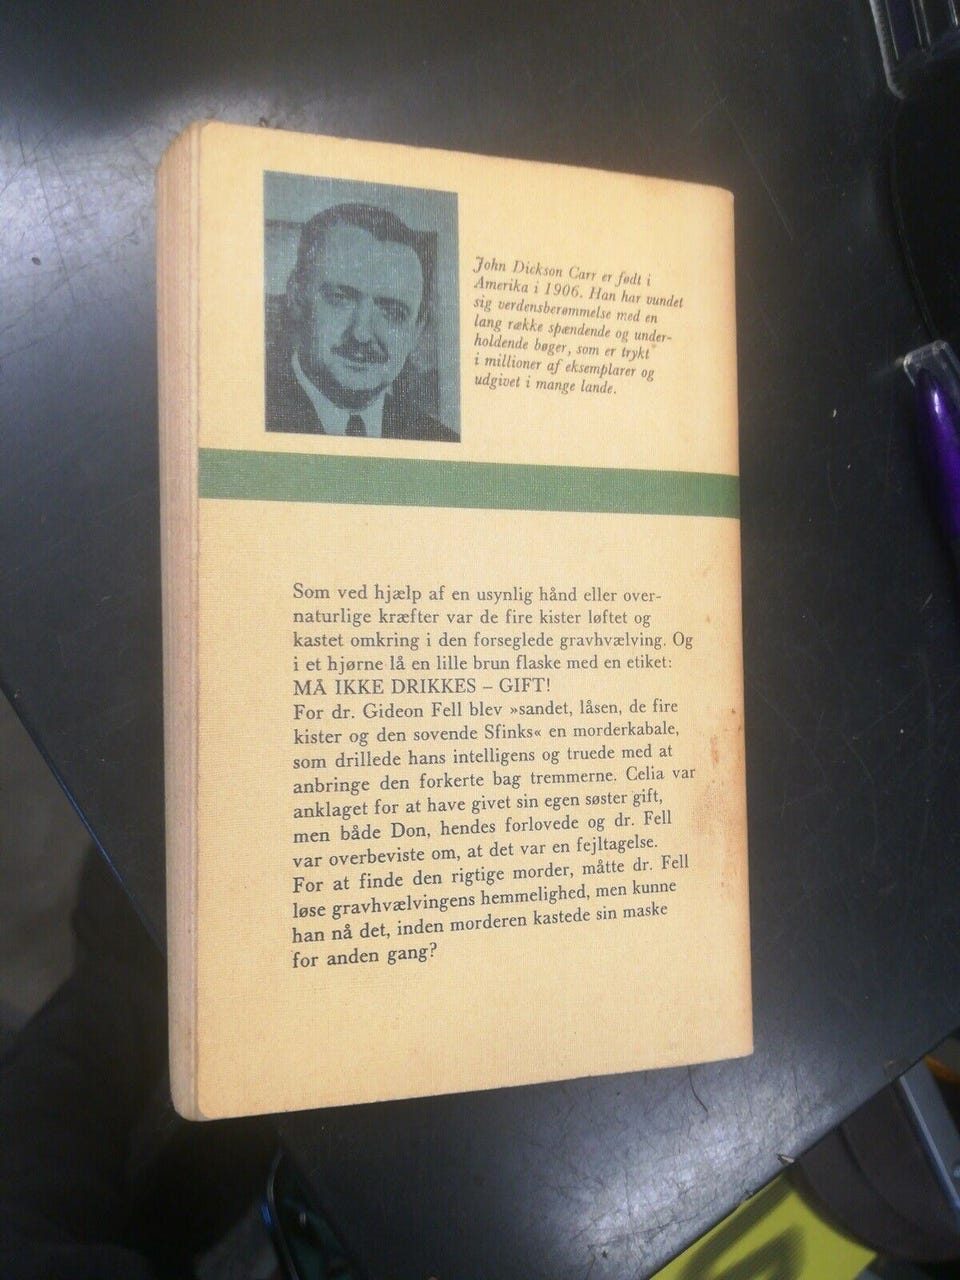 John Dickson Carr er født i
Amerika i 1906. Han har vundet
sig verdensberømmelse med en
lang række spændende og under-
holdende bøger, som er trykt
i millioner af eksemplarer og
udgivet i mange lande.
Som ved hjælp af en usynlig hånd eller over-
naturlige kræfter var de fire kister løftet og
kastet omkring i den forseglede gravhvælving. Og
i et hjørne lå en lille brun flaske med en etiket:
MÅ IKKE DRIKKES – GIFT!
For dr. Gideon Fell blev »sandet, låsen, de fire
kister og den sovende Sfinks« en morderkabale,
som drillede hans intelligens og truede med at
anbringe den forkerte bag tremmerne. Celia var
anklaget for at have givet sin egen søster gift,
men både Don, hendes forlovede og dr. Fell
var overbeviste om, at det var en fejltagelse.
For at finde den rigtige morder, måtte dr. Fell
løse gravhvælvingens hemmelighed, men kunne
han nå det, inden morderen kastede sin maske
for anden gang?